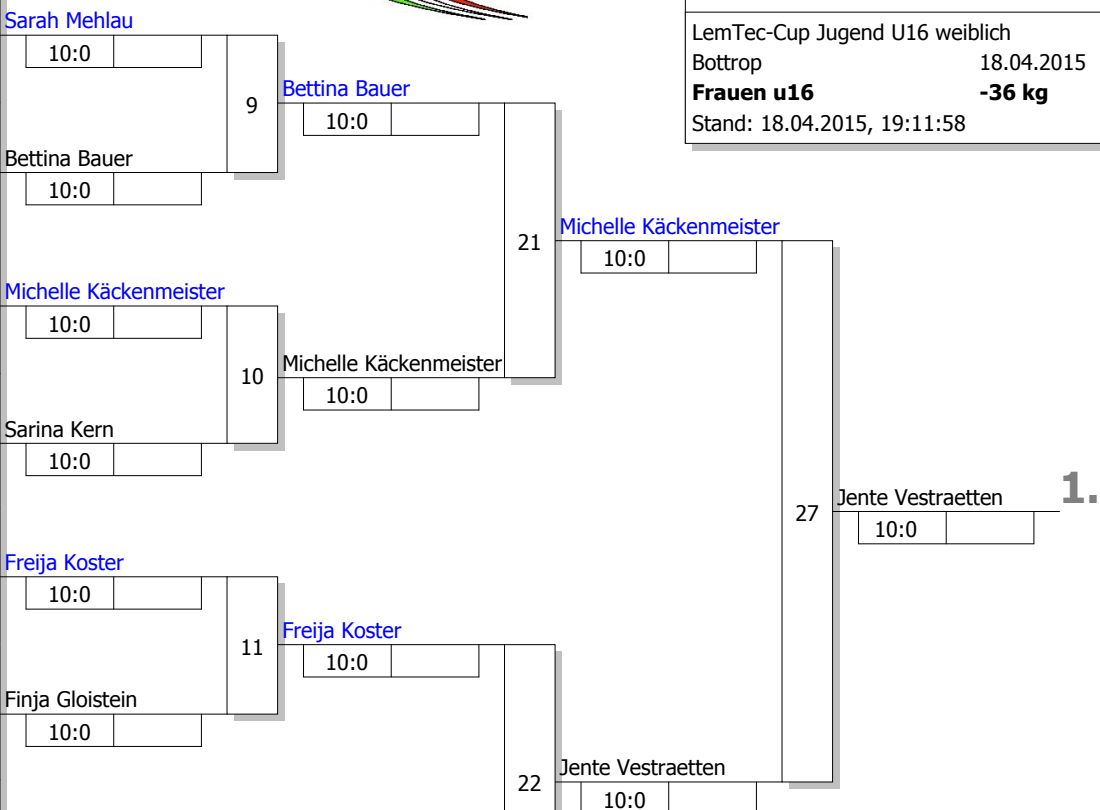 Sarah Mehlau
10:0
9
Bettina Bauer
10:0
Bettina Bauer
10:0
LemTec-Cup Jugend U16 weiblich
Bottrop 18.04.2015
Frauen u16 -36 kg
Stand: 18.04.2015, 19:11:58
21
Michelle Käckenmeister
10:0
Michelle Käckenmeister
10:0
10
Michelle Käckenmeister
10:0
Sarina Kern
10:0
27
Jente Vestraetten
10:0
1.
Freija Koster
10:0
11
Freija Koster
10:0
Finja Gloistein
10:0
22
Jente Vestraetten
10:0